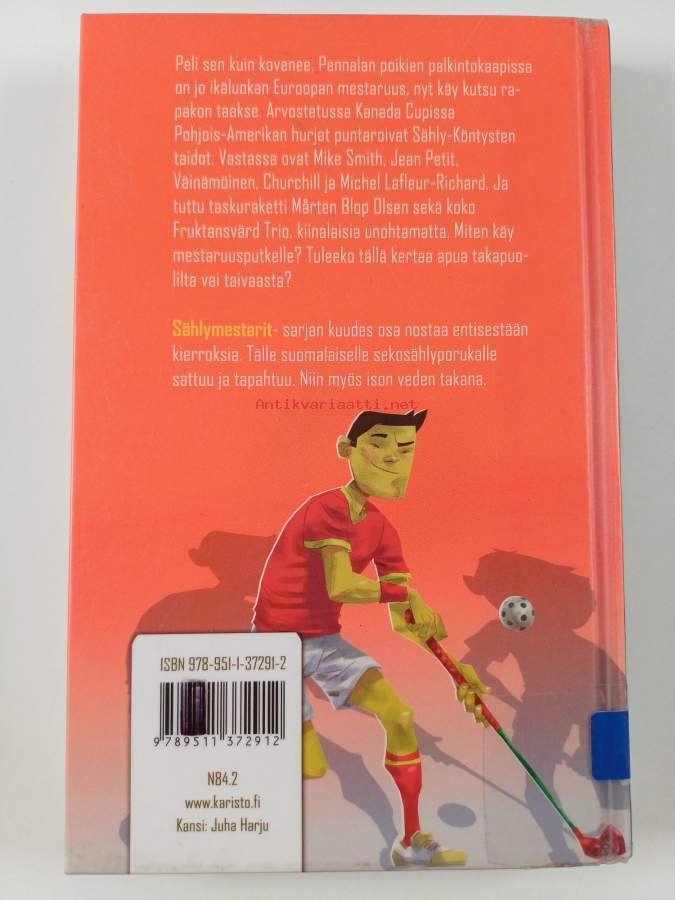 Peli sen kuin kovenee. Pennalan poikien palkintokaapissa
on jo ikäluokan Euroopan mestaruus, nyt käy kutsu ra-
pakon taakse. Arvostetussa Kanada Cupissa
Pohjois-Amerikan hurjat puntaroivat Sähly-Köntysten
taidot. Vastassa ovat Mike Smith, Jean Petit,
Väinämöinen, Churchill ja Michel Lafleur-Richard. Ja
tuttu taskuraketti Mårten Blop Olsen sekä koko
Fruktansvärd Trio, kiinalaisia unohtamatta. Miten käy
mestaruusputkelle? Tuleeko tällä kertaa apua takapuo-
lilta vai taivaasta?
Sählymestarit- sarjan kuudes osa nostaa entisestään
kierroksia. Tälle suomalaiselle sekosählyporukalle
sattuu ja tapahtuu. Niin myös ison veden takana.
Antikvariaatti.net
ISBN 978-951-1-37291-2
9 789511 372912
N84.2
www.karisto.fi
Kansi: Juha Harju